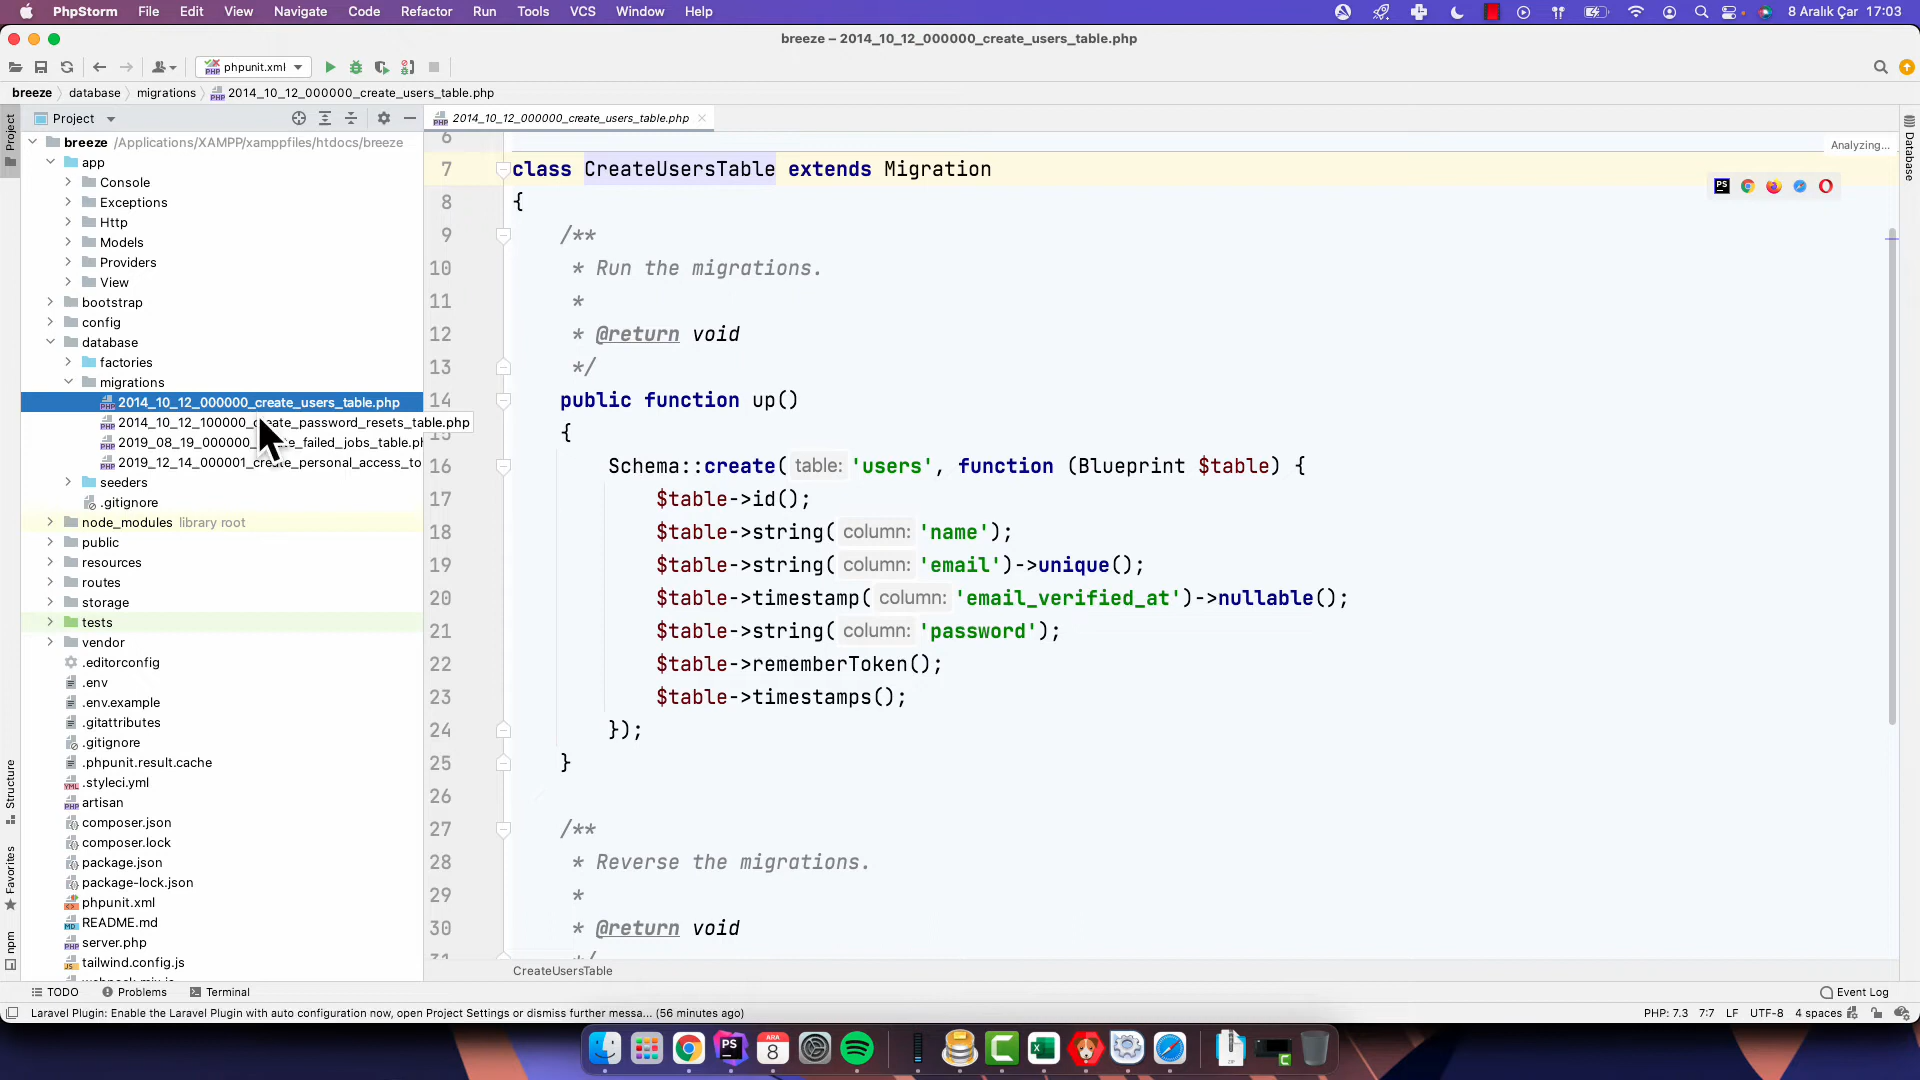 PhpStorm File Edit View Navigate Code Refactor Run Tools VCS Window Help 8 Aralık Çar 17:03
breeze – 2014_10_12_000000_create_users_table.php
phpunit.xml
breeze database migrations 2014_10_12_000000_create_users_table.php
Project
Project
2014_10_12_000000_create_users_table.php
Database
Analyzing...
breeze /Applications/XAMPP/xamppfiles/htdocs/breeze
app
Console
Exceptions
Http
Models
Providers
View
bootstrap
config
database
factories
migrations
2014_10_12_000000_create_users_table.php
2014_10_12_100000_create_password_resets_table.php
2019_08_19_000000_create_failed_jobs_table.ph
2019_12_14_000001_create_personal_access_to
seeders
.gitignore
node_modules library root
public
resources
routes
storage
tests
vendor
.editorconfig
.env
.env.example
.gitattributes
.gitignore
.phpunit.result.cache
.styleci.yml
artisan
composer.json
composer.lock
package.json
package-lock.json
phpunit.xml
README.md
server.php
tailwind.config.js
Structure
Favorites
npm
6
7 class CreateUsersTable extends Migration
8 {
9 /**
10 * Run the migrations.
11 *
12 * @return void
13 */
14 public function up()
15 {
16 Schema::create( table: 'users', function (Blueprint $table) {
17 $table->id();
18 $table->string( column: 'name');
19 $table->string( column: 'email')->unique();
20 $table->timestamp( column: 'email_verified_at')->nullable();
21 $table->string( column: 'password');
22 $table->rememberToken();
23 $table->timestamps();
24 });
25 }
26
27 /**
28 * Reverse the migrations.
29 *
30 * @return void
31 */
CreateUsersTable
TODO Problems Terminal Event Log
Laravel Plugin: Enable the Laravel Plugin with auto configuration now, open Project Settings or dismiss further messa... (56 minutes ago) PHP: 7.3 7:7 LF UTF-8 4 spaces
ARA
8